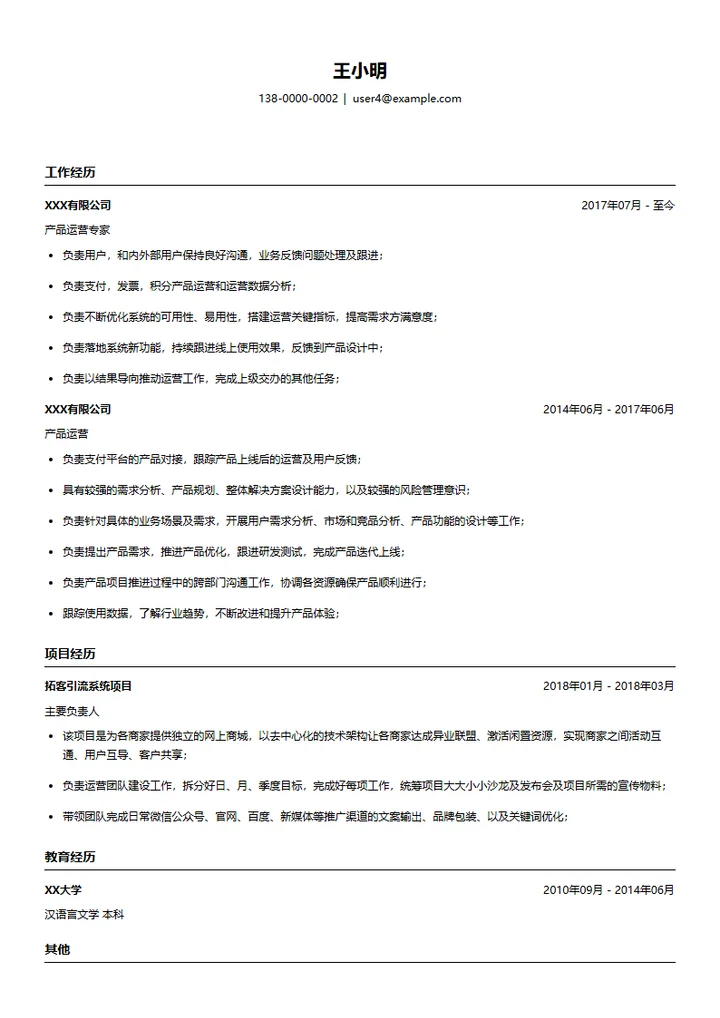 王小明
138-0000-0002 | user4@example.com
工作经历
XXX有限公司 2017年07月 - 至今
产品运营专家
• 负责用户，和内外部用户保持良好沟通，业务反馈问题处理及跟进；
• 负责支付，发票，积分产品运营和运营数据分析；
• 负责不断优化系统的可用性、易用性，搭建运营关键指标，提高需求方满意度；
• 负责落地系统新功能，持续跟进线上使用效果，反馈到产品设计中；
• 负责以结果导向推动运营工作，完成上级交办的其他任务；
XXX有限公司 2014年06月 - 2017年06月
产品运营
• 负责支付平台的产品对接，跟踪产品上线后的运营及用户反馈；
• 具有较强的需求分析、产品规划、整体解决方案设计能力，以及较强的风险管理意识；
• 负责针对具体的业务场景及需求，开展用户需求分析、市场和竞品分析、产品功能的设计等工作；
• 负责提出产品需求，推进产品优化，跟进研发测试，完成产品迭代上线；
• 负责产品项目推进过程中的跨部门沟通工作，协调各资源确保产品顺利进行；
• 跟踪使用数据，了解行业趋势，不断改进和提升产品体验；
项目经历
拓客引流系统项目 2018年01月 - 2018年03月
主要负责人
• 该项目是为各商家提供独立的网上商城，以去中心化的技术架构让各商家达成异业联盟、激活闲置资源，实现商家之间活动互
通、用户互导、客户共享；
• 负责运营团队建设工作，拆分好日、月、季度目标，完成好每项工作，统筹项目大大小小沙龙及发布会及项目所需的宣传物料；
• 带领团队完成日常微信公众号、官网、百度、新媒体等推广渠道的文案输出、品牌包装、以及关键词优化；
教育经历
XX大学 2010年09月 - 2014年06月
汉语言文学 本科
其他